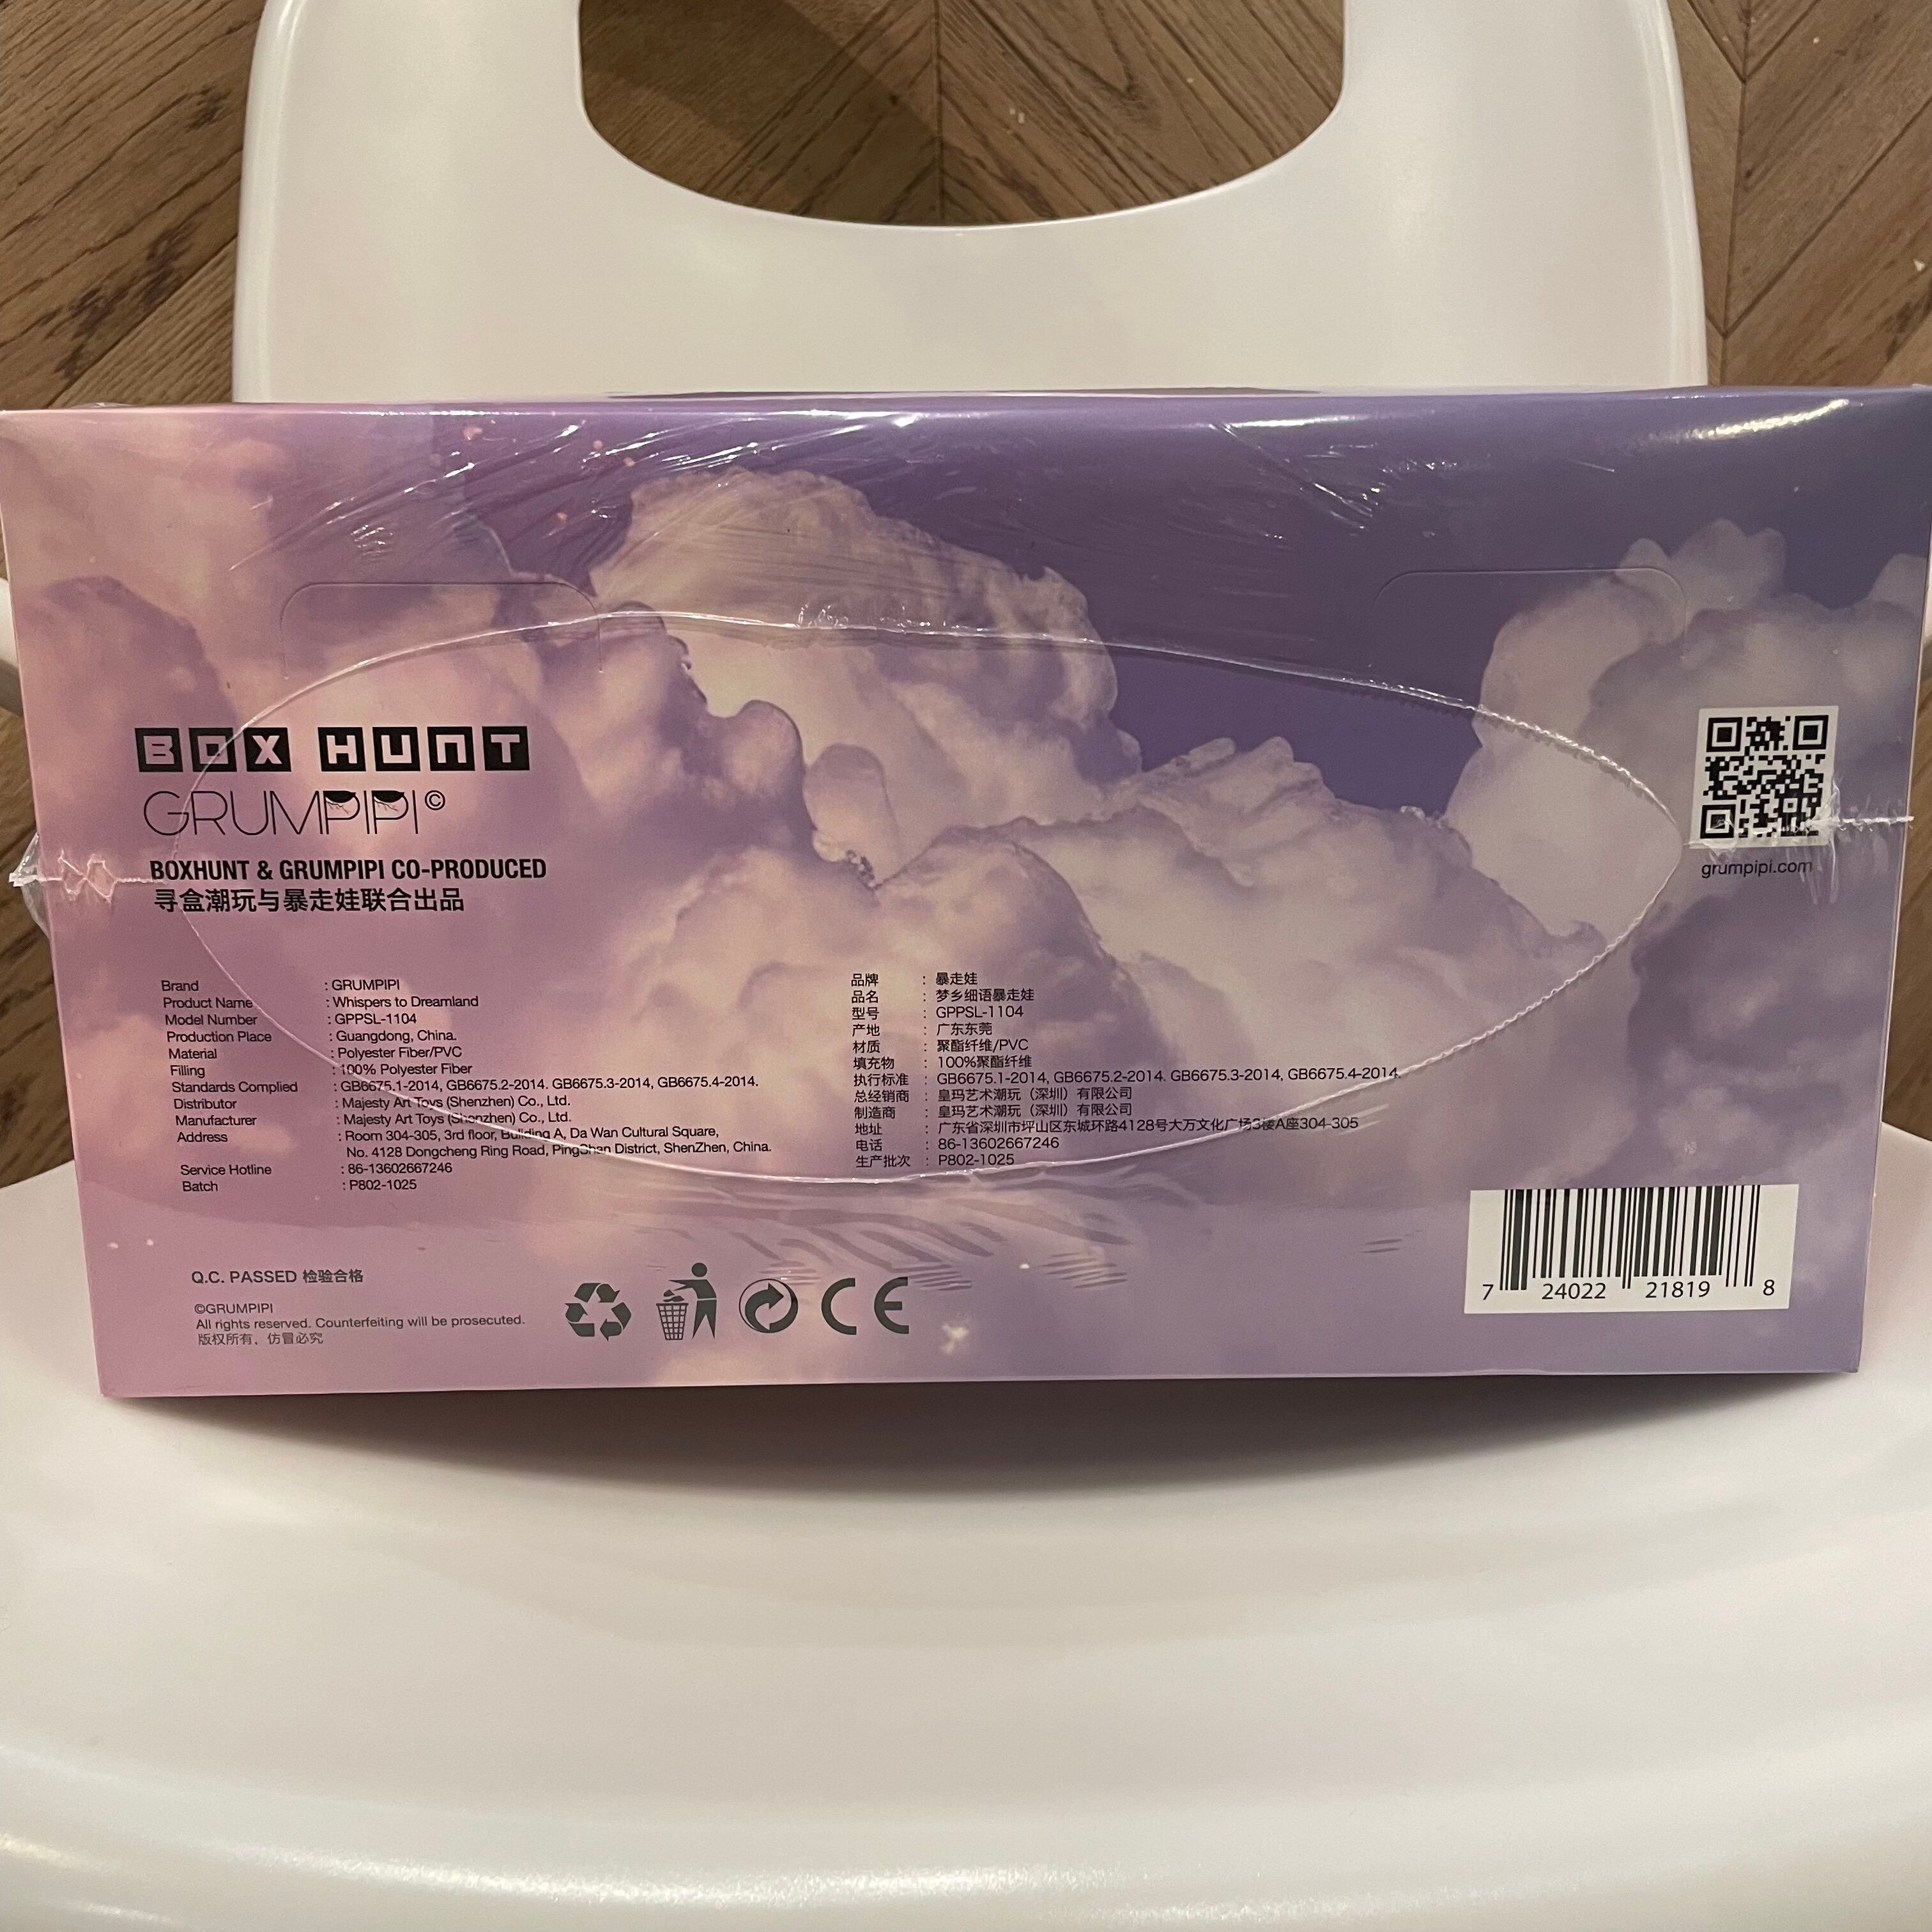 BOX HUNT
GRUMPIPI©
BOXHUNT & GRUMPIPI CO-PRODUCED
寻盒潮玩与暴走娃联合出品
grumpipi.com
Brand : GRUMPIPI
Product Name : Whispers to Dreamland
Model Number : GPPSL-1104
Production Place : Guangdong, China.
Material : Polyester Fiber/PVC
Filling : 100% Polyester Fiber
Standards Complied : GB6675.1-2014, GB6675.2-2014. GB6675.3-2014, GB6675.4-2014.
Distributor : Majesty Art Toys (Shenzhen) Co., Ltd.
Manufacturer : Majesty Art Toys (Shenzhen) Co., Ltd.
Address : Room 304-305, 3rd floor, Building A, Da Wan Cultural Square,
No. 4128 Dongcheng Ring Road, PingShan District, ShenZhen, China.
Service Hotline : 86-13602667246
Batch : P802-1025
品牌 : 暴走娃
品名 : 梦乡细语暴走娃
型号 : GPPSL-1104
产地 : 广东东莞
材质 : 聚酯纤维/PVC
填充物 : 100%聚酯纤维
执行标准 : GB6675.1-2014, GB6675.2-2014. GB6675.3-2014, GB6675.4-2014.
总经销商 : 皇玛艺术潮玩（深圳）有限公司
制造商 : 皇玛艺术潮玩（深圳）有限公司
地址 : 广东省深圳市坪山区东城环路4128号大万文化广场3楼A座304-305
电话 : 86-13602667246
生产批次 : P802-1025
Q.C. PASSED 检验合格
©GRUMPIPI
All rights reserved. Counterfeiting will be prosecuted.
版权所有，仿冒必究
CE
7 24022 21819 8